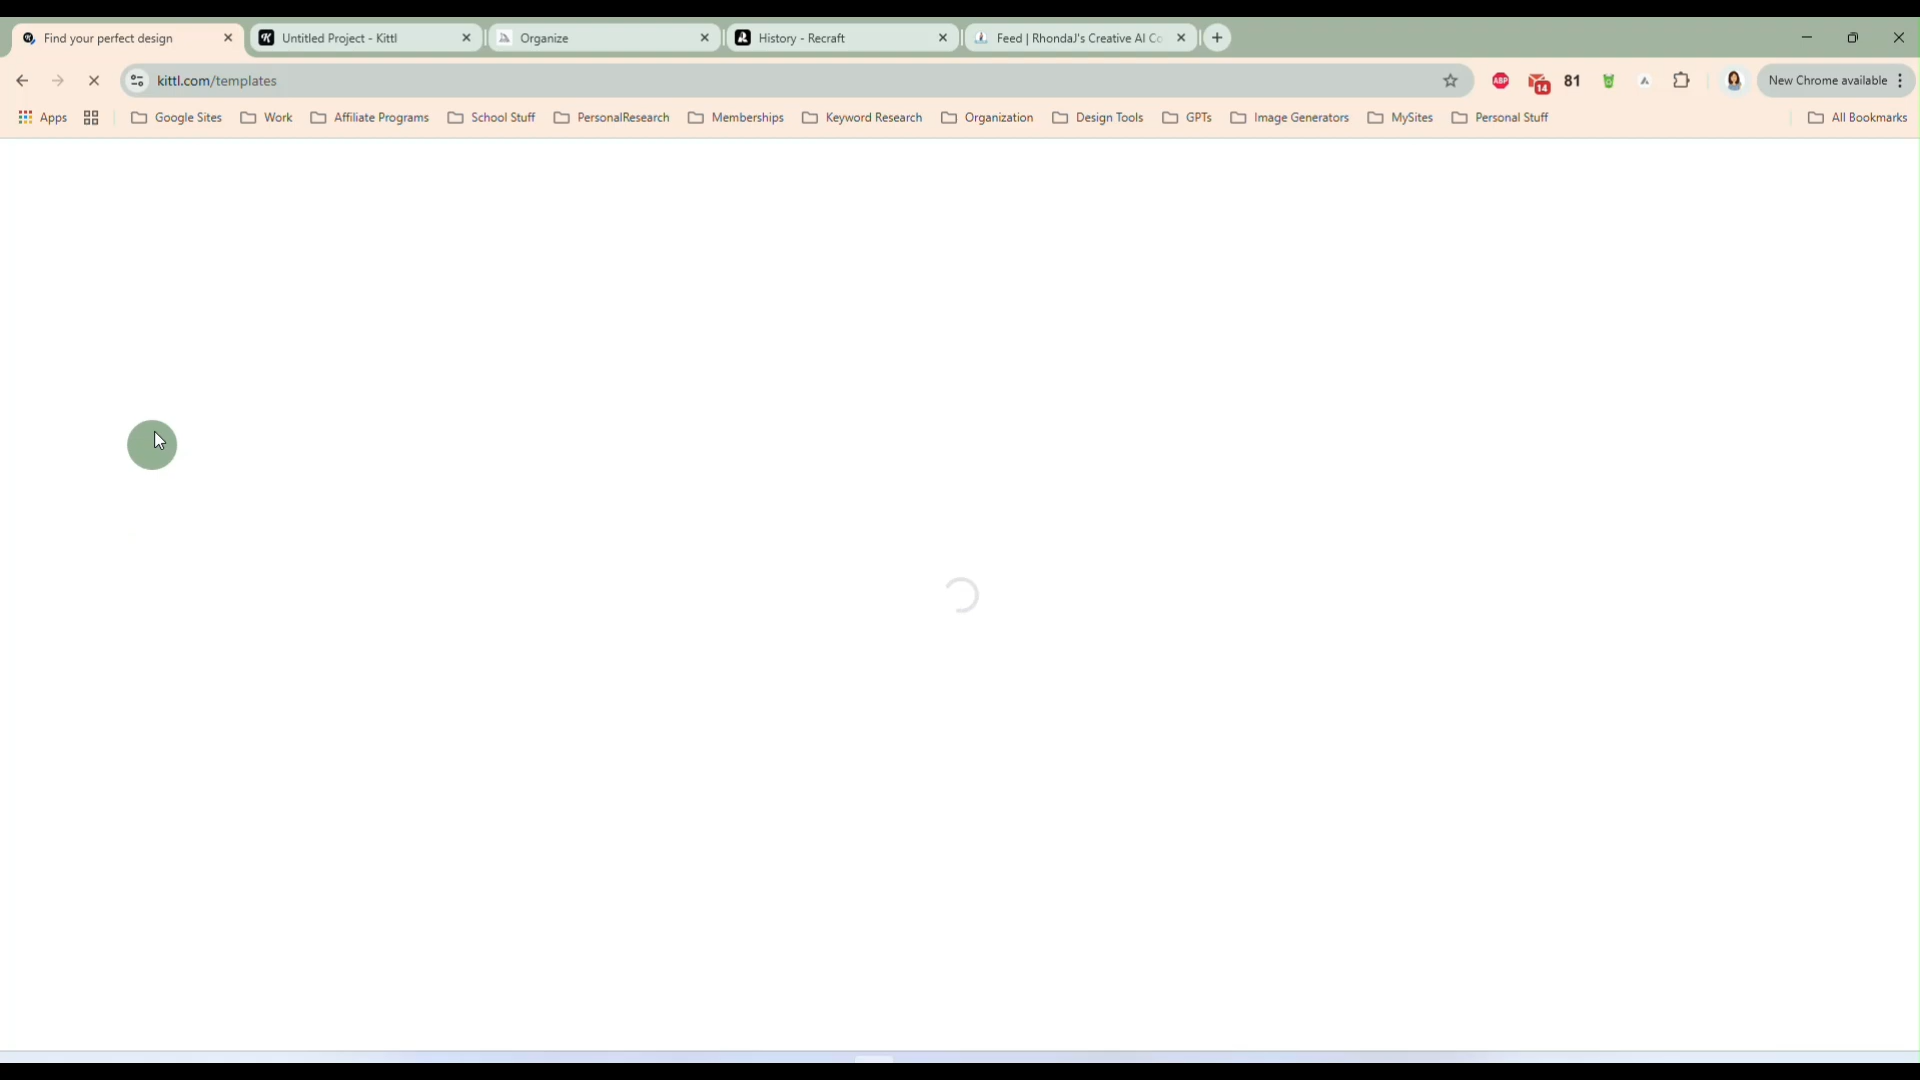 Find your perfect design
Untitled Project - Kittl
Organize
History - Recraft
Feed | RhondaJ's Creative AI Co
kittl.com/templates
ABP
14
81
New Chrome available
Apps
Google Sites
Work
Affiliate Programs
School Stuff
PersonalResearch
Memberships
Keyword Research
Organization
Design Tools
GPTs
Image Generators
MySites
Personal Stuff
All Bookmarks